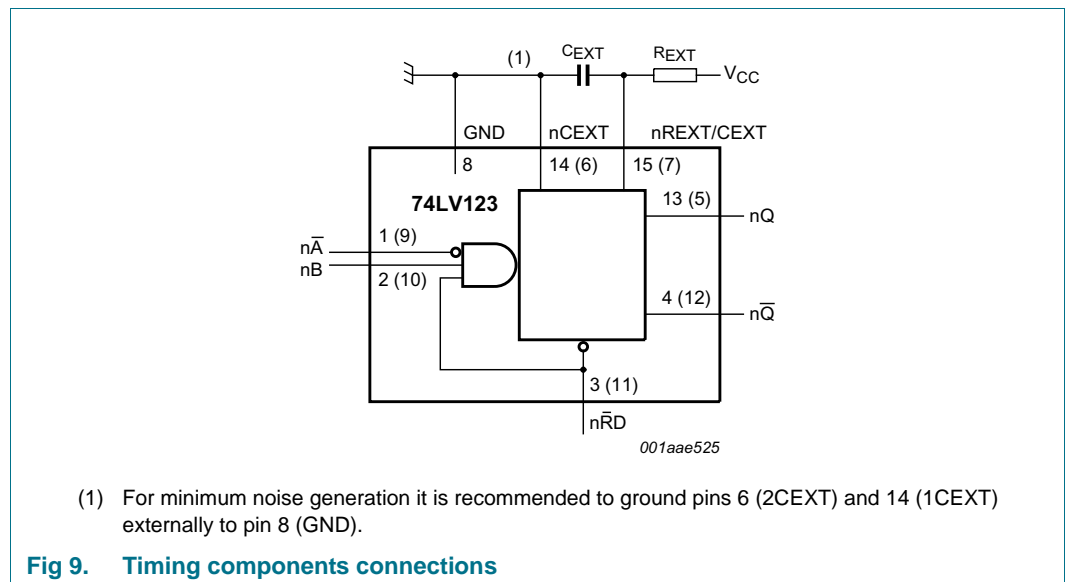 (1) CEXT REXT
VCC
GND nCEXT nREXT/CEXT
8 14 (6) 15 (7)
74LV123
13 (5)
nQ
1 (9)
nA̅
nB
2 (10)
4 (12)
nQ̅
3 (11)
nR̅D
001aae525
(1) For minimum noise generation it is recommended to ground pins 6 (2CEXT) and 14 (1CEXT)
externally to pin 8 (GND).
Fig 9. Timing components connections